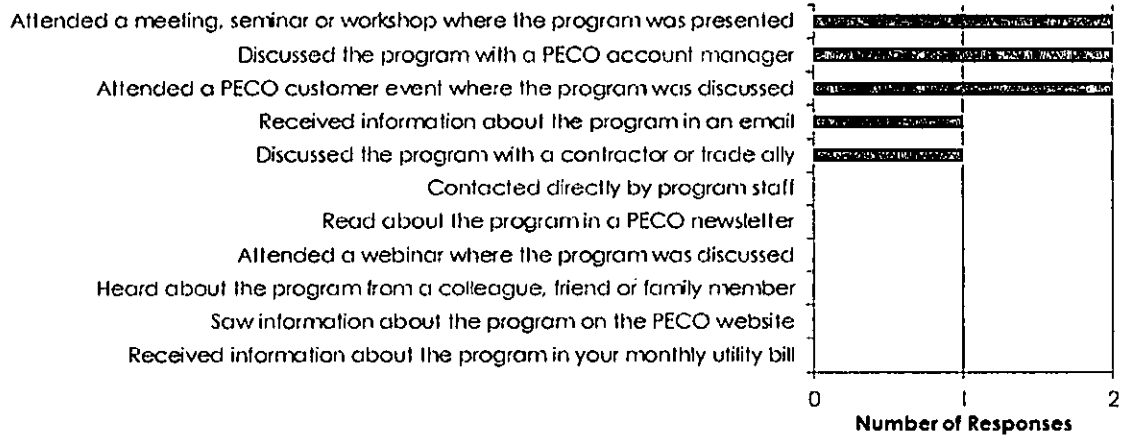 Attended a meeting, seminar or workshop where the program was presented
Discussed the program with a PECO account manager
Attended a PECO customer event where the program was discussed
Received information about the program in an email
Discussed the program with a contractor or trade ally
Contacted directly by program staff
Read about the program in a PECO newsletter
Attended a webinar where the program was discussed
Heard about the program from a colleague, friend or family member
Saw information about the program on the PECO website
Received information about the program in your monthly utility bill
0 1 2
Number of Responses